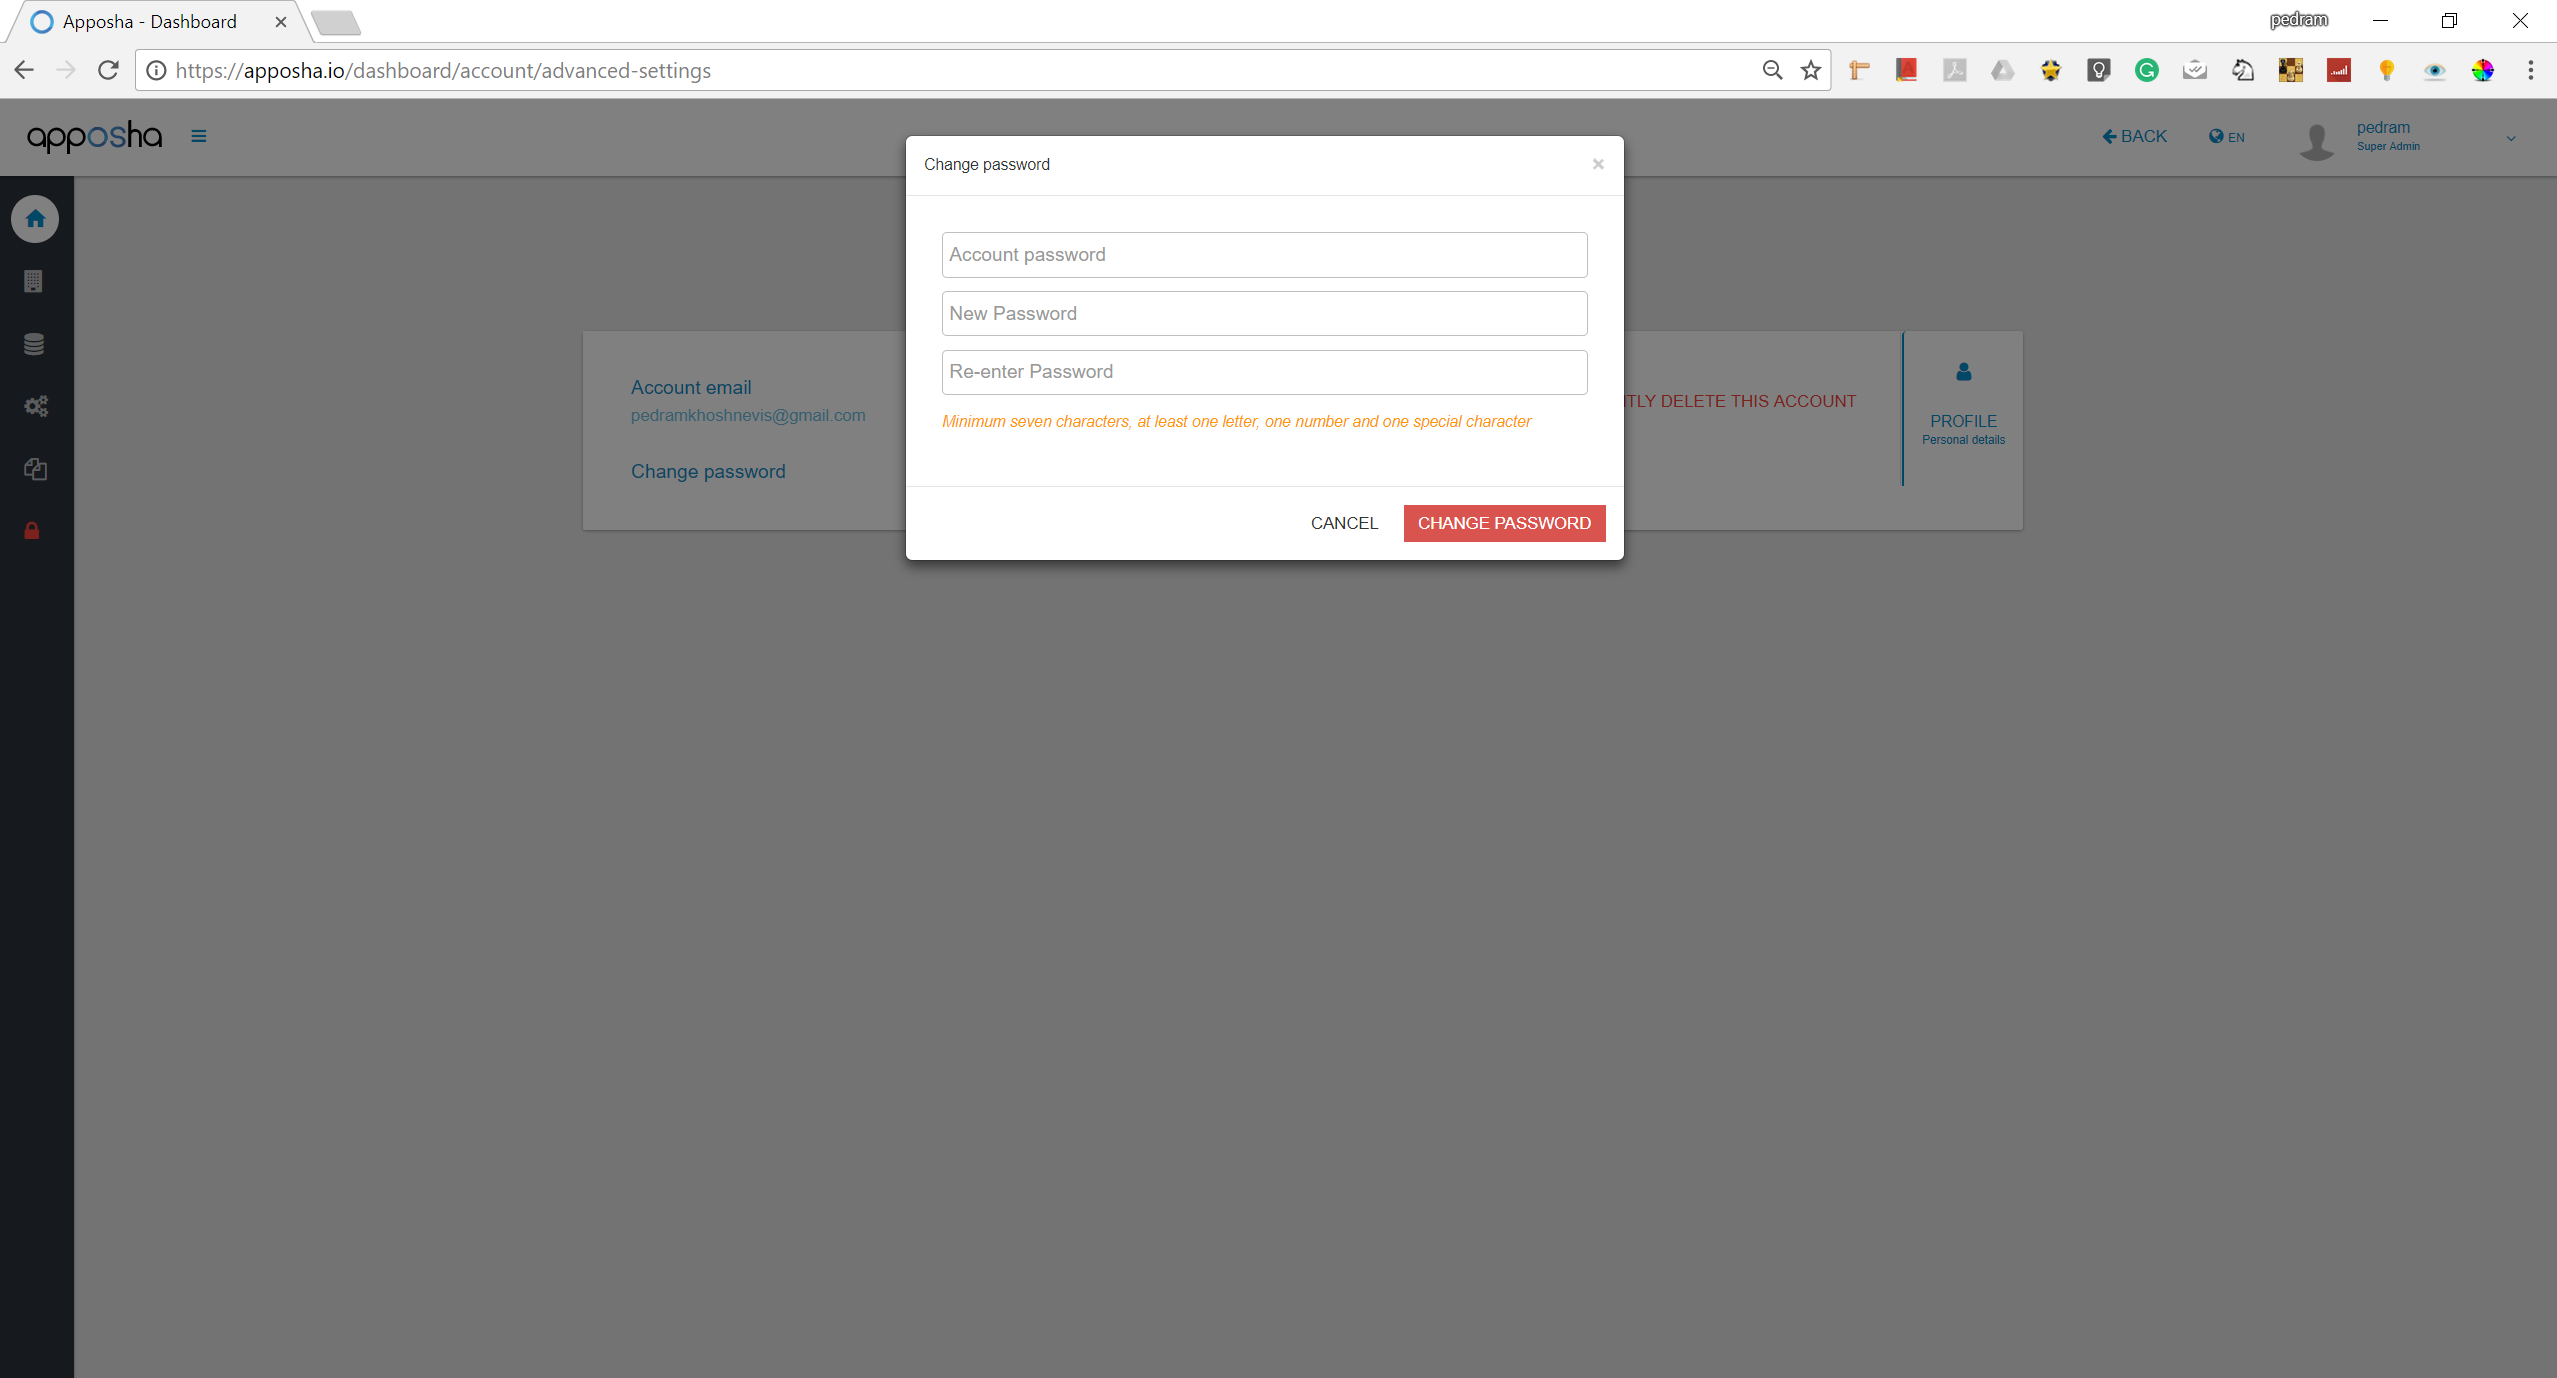 Apposha - Dashboard
pedram
https://apposha.io/dashboard/account/advanced-settings
apposha
BACK
EN
pedram
Super Admin
Change password
×
Account password
New Password
Re-enter Password
Minimum seven characters, at least one letter, one number and one special character
CANCEL
CHANGE PASSWORD
Account email
pedramkhoshnevis@gmail.com
Change password
DELETE THIS ACCOUNT
PROFILE
Personal details